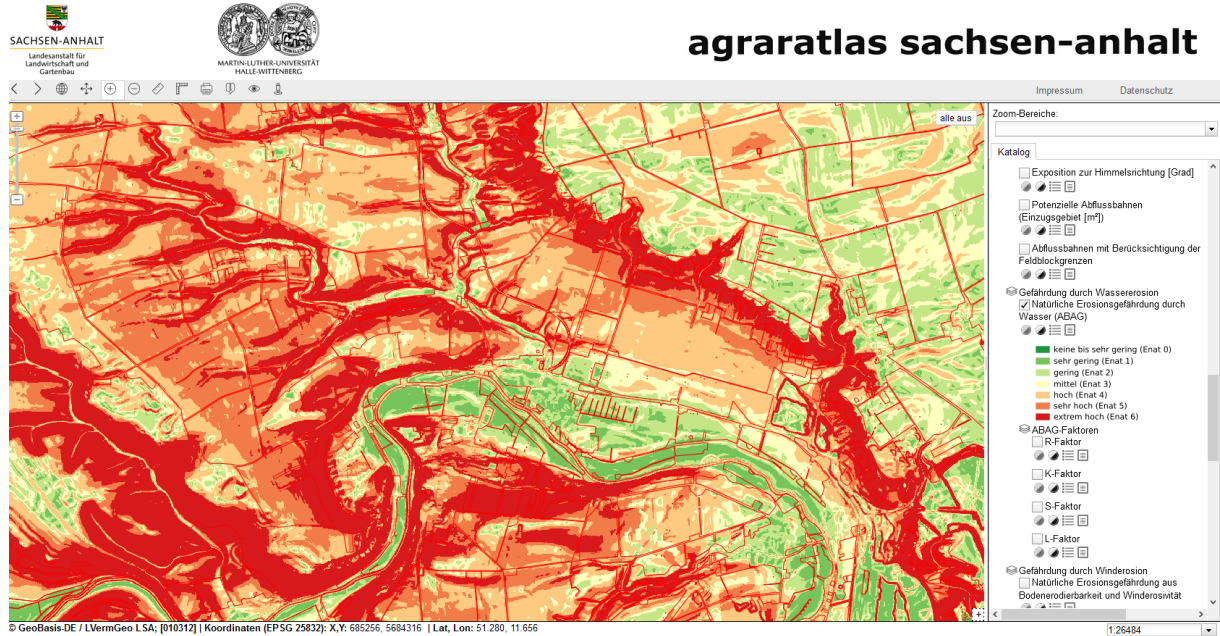 SACHSEN-ANHALT
Landesanstalt für
Landwirtschaft und
Gartenbau
MARTIN-LUTHER-UNIVERSITÄT
HALLE-WITTENBERG
agraratlas sachsen-anhalt
Impressum
Datenschutz
alle aus
Zoom-Bereiche:
Katalog
Exposition zur Himmelsrichtung [Grad]
Potenzielle Abflussbahnen
(Einzugsgebiet [m²])
Abflussbahnen mit Berücksichtigung der
Feldblockgrenzen
Gefährdung durch Wassererosion
Natürliche Erosionsgefährdung durch
Wasser (ABAG)
keine bis sehr gering (Enat 0)
sehr gering (Enat 1)
gering (Enat 2)
mittel (Enat 3)
hoch (Enat 4)
sehr hoch (Enat 5)
extrem hoch (Enat 6)
ABAG-Faktoren
R-Faktor
K-Faktor
S-Faktor
L-Faktor
Gefährdung durch Winderosion
Natürliche Erosionsgefährdung aus
Bodenerodierbarkeit und Winderosivität
© GeoBasis-DE / LVermGeo LSA; [010312] | Koordinaten (EPSG 25832): X,Y: 685256, 5684316 | Lat, Lon: 51.280, 11.656
1:26484